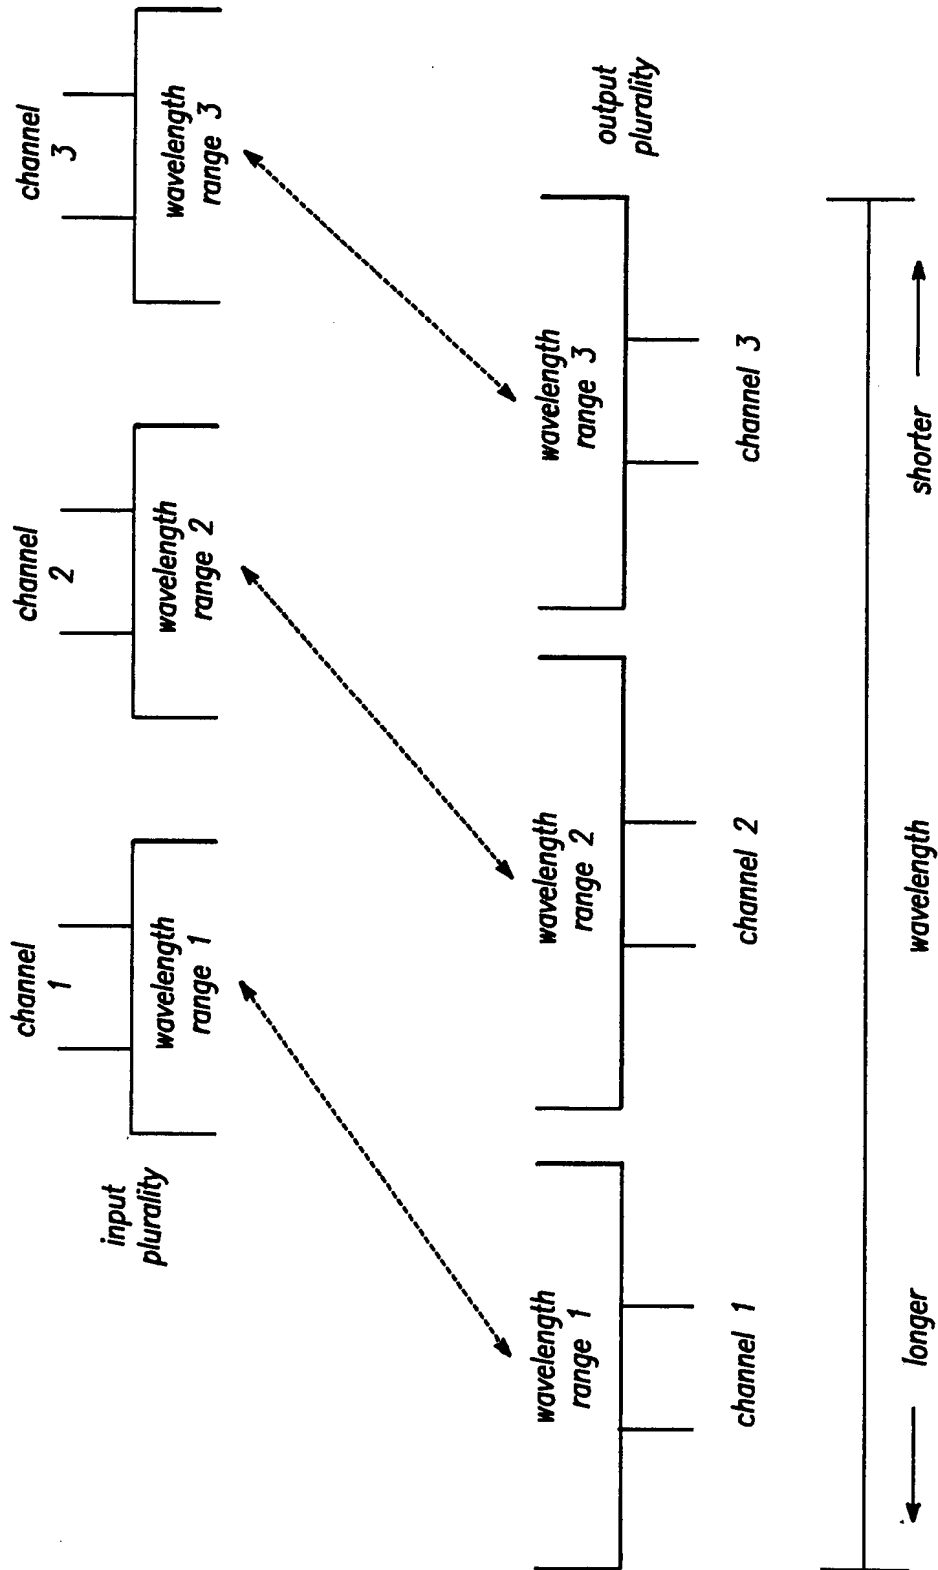 channel
1
channel
2
channel
3
input
plurality
wavelength
range 1
wavelength
range 2
wavelength
range 3
wavelength
range 1
wavelength
range 2
wavelength
range 3
output
plurality
channel 1
channel 2
channel 3
longer
wavelength
shorter